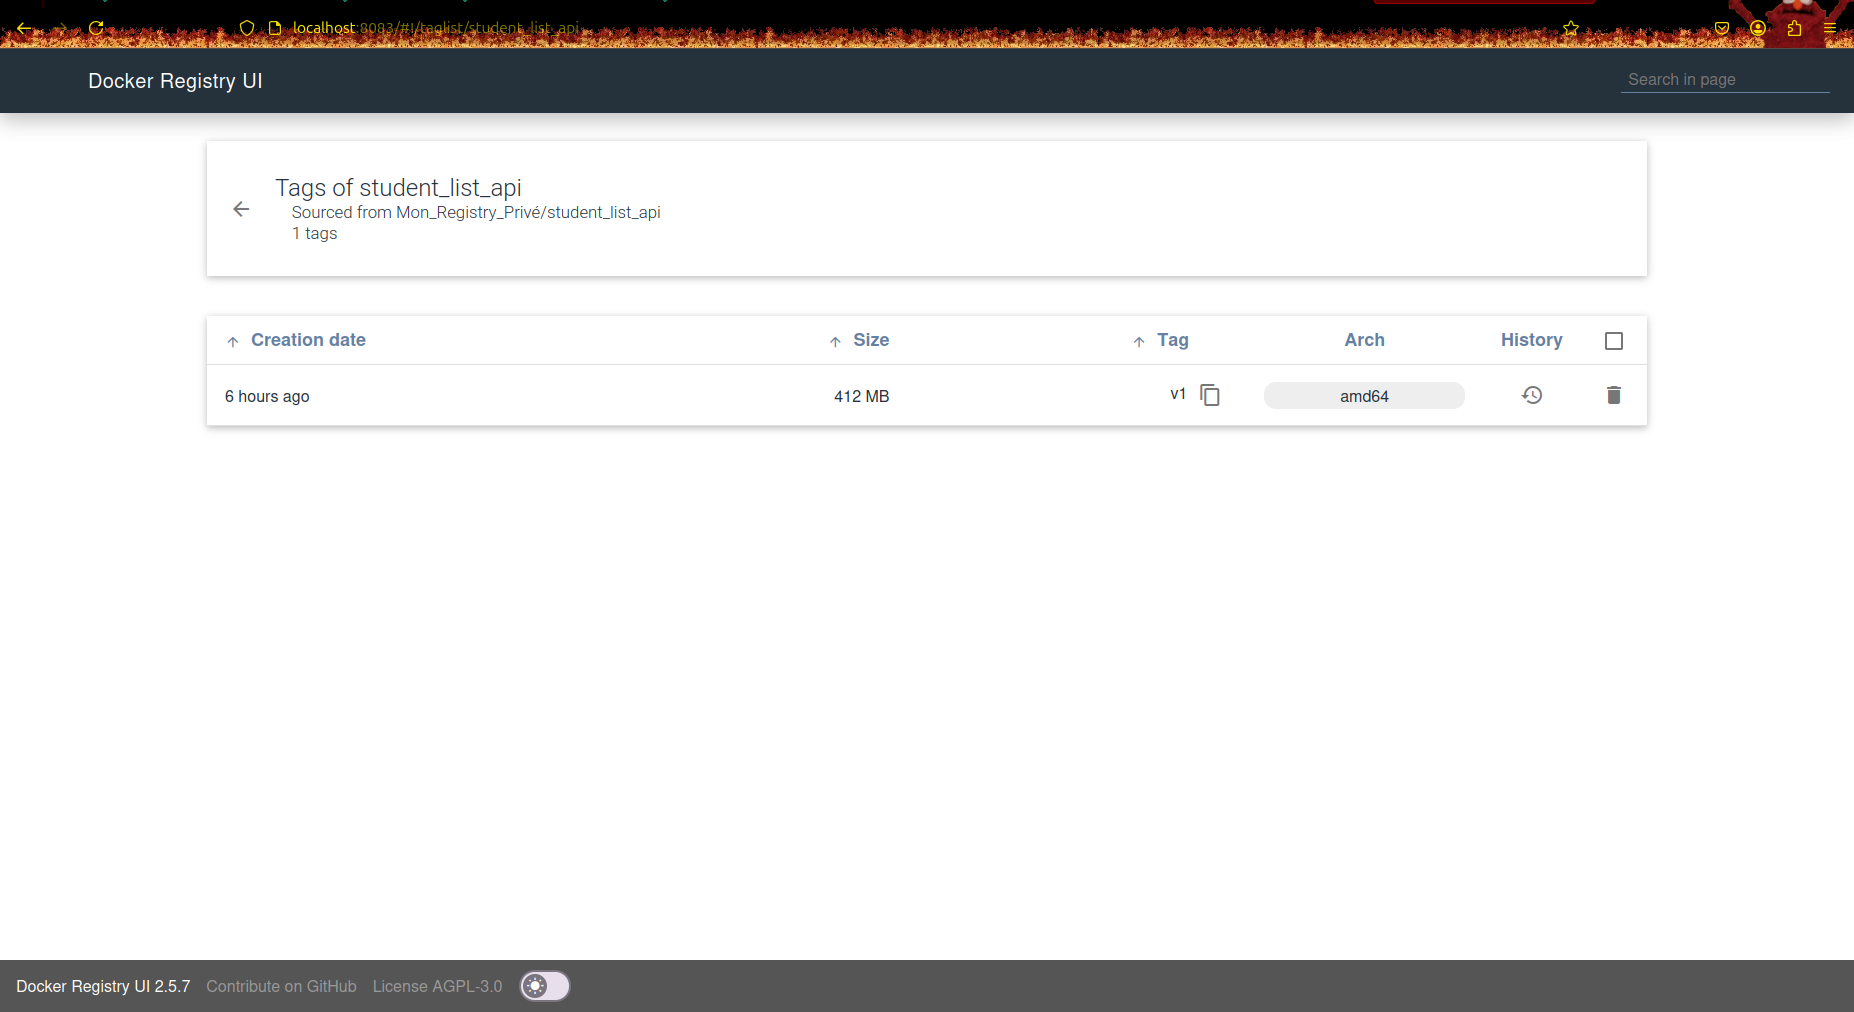 localhost:8083/#!/taglist/student_list_api
Docker Registry UI
Search in page
Tags of student_list_api
Sourced from Mon_Registry_Privé/student_list_api
1 tags
Creation date Size Tag Arch History
6 hours ago 412 MB v1 amd64
Docker Registry UI 2.5.7 Contribute on GitHub License AGPL-3.0